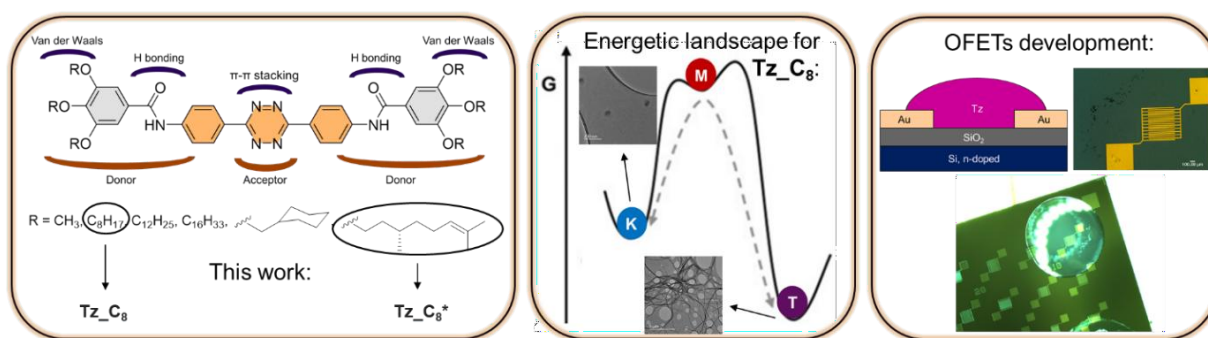 Van der Waals
Van der Waals
H bonding
H bonding
π-π stacking
OR
RO
OR
O
NH
N N
N N
O
HN
OR
OR
OR
Donor
Acceptor
Donor
R = CH₃, C₈H₁₇, C₁₂H₂₅, C₁₆H₃₃,
This work:
Tz_C₈
Tz_C₈*
Energetic landscape for
Tz_C₈:
G
M
K
T
OFETs development:
Tz
Au
Au
SiO₂
Si, n-doped